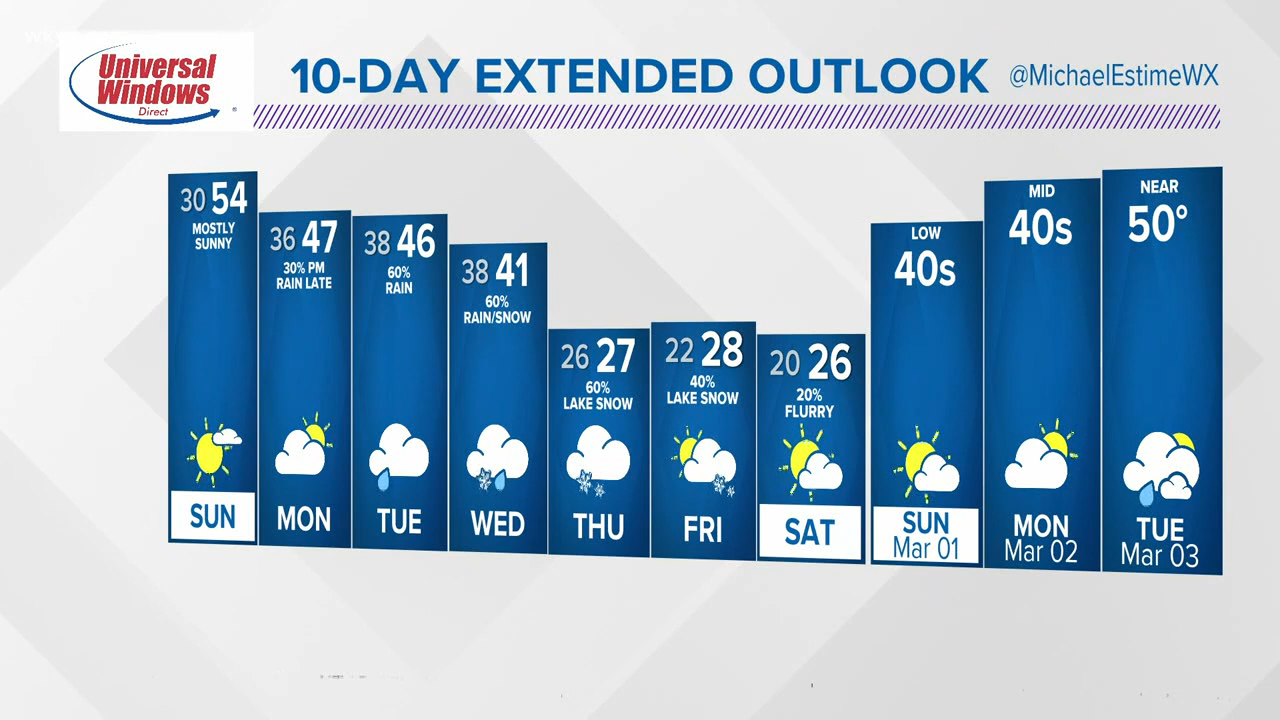 Universal
Windows
Direct
®
10-DAY EXTENDED OUTLOOK
@MichaelEstimeWX
30 54
MOSTLY
SUNNY
SUN
36 47
30% PM
RAIN LATE
MON
38 46
60%
RAIN
TUE
38 41
60%
RAIN/SNOW
WED
26 27
60%
LAKE SNOW
THU
22 28
40%
LAKE SNOW
FRI
20 26
20%
FLURRY
SAT
LOW
40s
SUN
Mar 01
MID
40s
MON
Mar 02
NEAR
50°
TUE
Mar 03